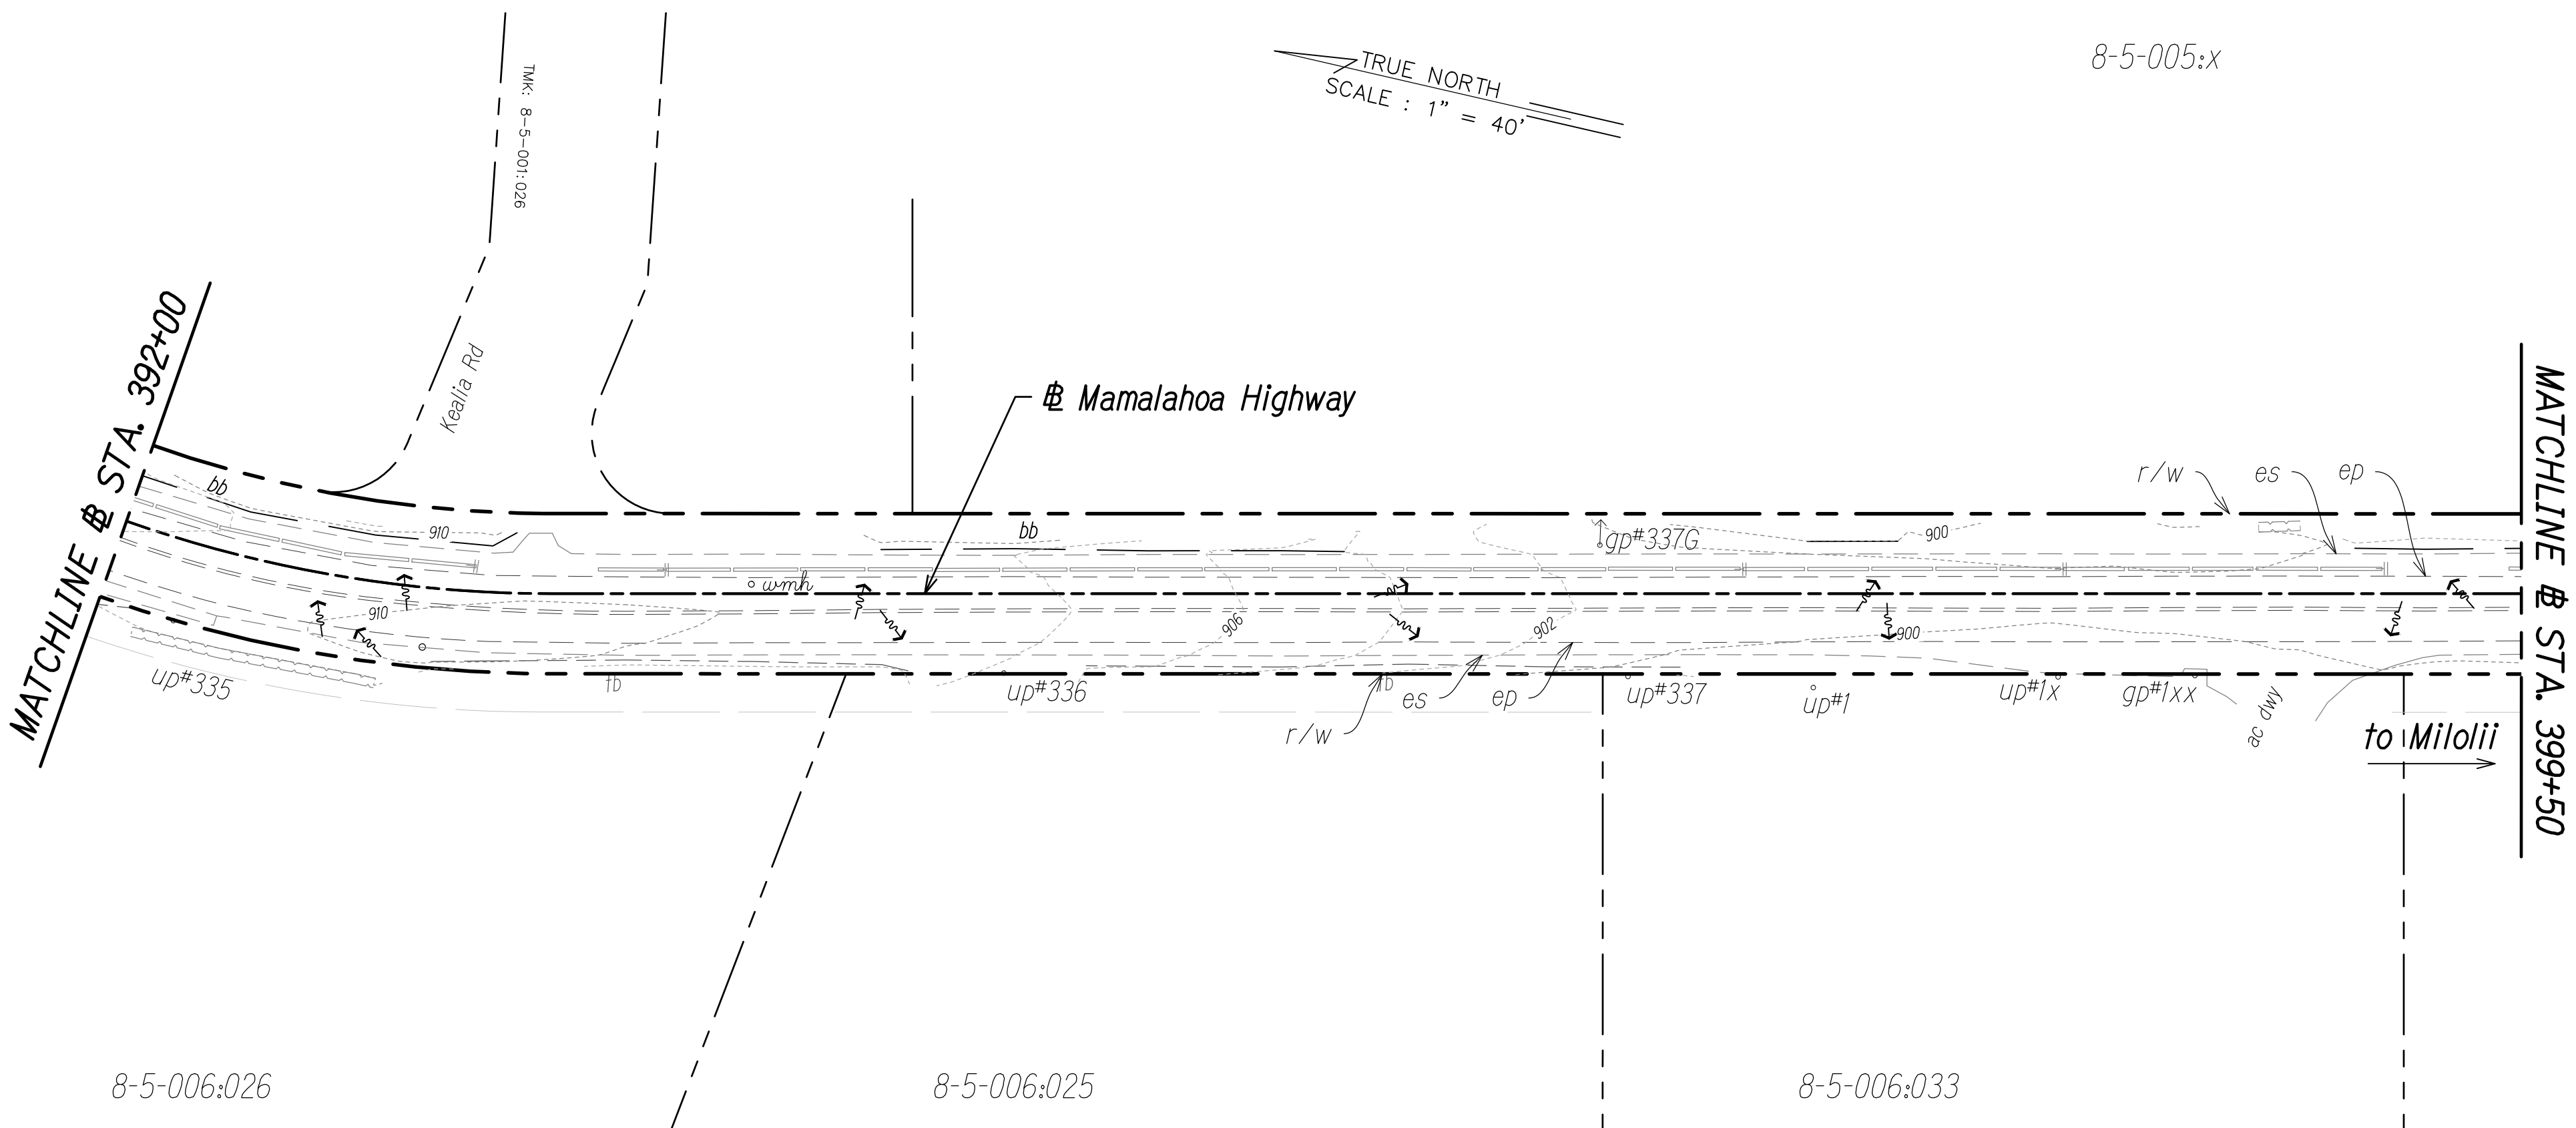 8-5-005:x
TRUE NORTH
SCALE : 1" = 40'
TMK: 8-5-001:026
Kealia Rd
MATCHLINE ⅊ STA. 392+00
℄ Mamalahoa Highway
MATCHLINE ℄ STA. 399+50
r/w
es
ep
bb
910
bb
gp#337G
900
wmh
910
906
902
900
up#335
tb
up#336
tb
r/w
es
ep
up#337
up#1
up#1x
gp#1xx
ac dwy
to Milolii
8-5-006:026
8-5-006:025
8-5-006:033